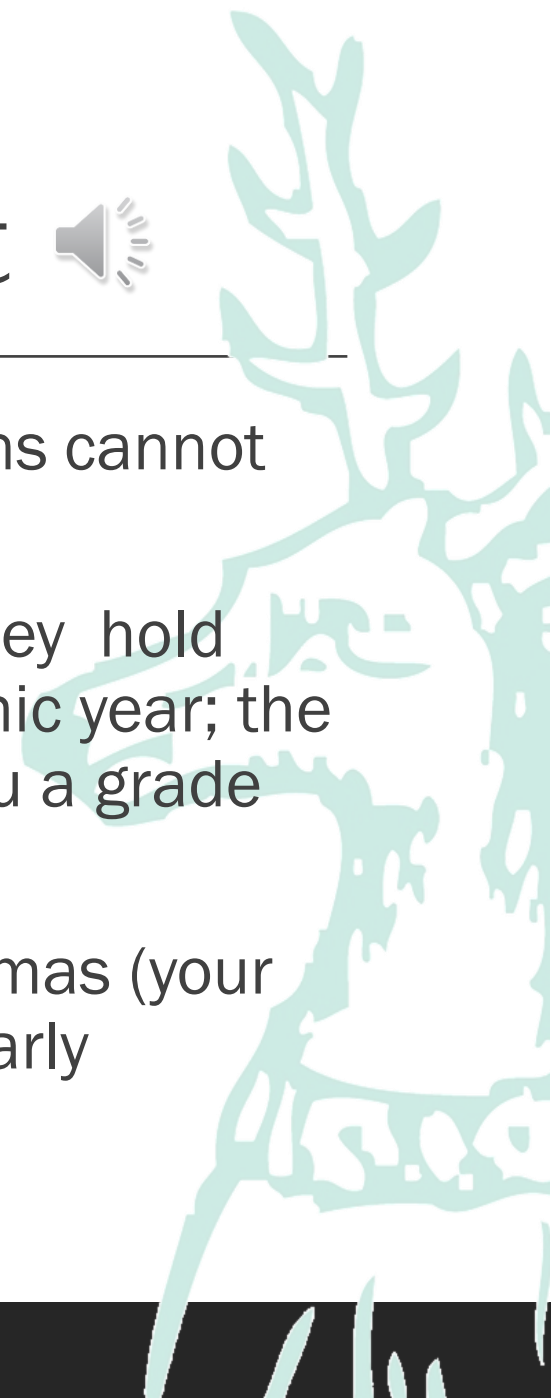 t
ns cannot
ey hold
nic year; the
u a grade
mas (your
arly